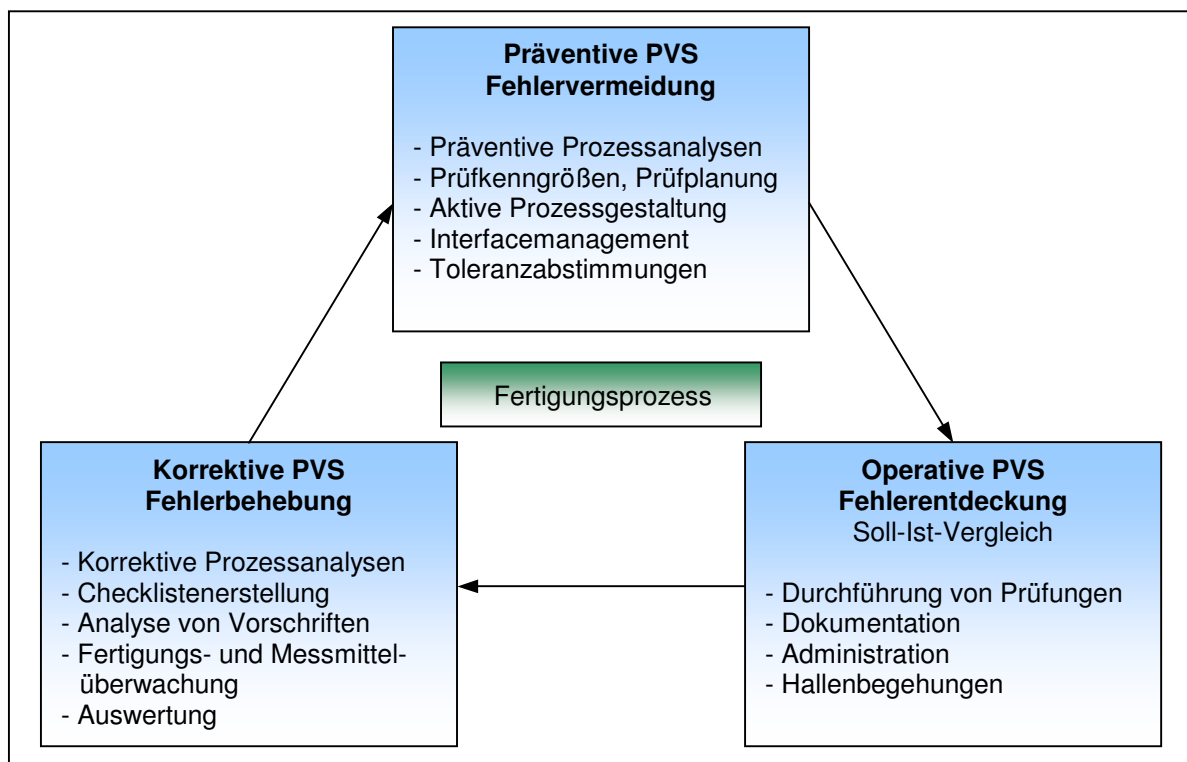 Präventive PVS
Fehlervermeidung
- Präventive Prozessanalysen
- Prüfkenngrößen, Prüfplanung
- Aktive Prozessgestaltung
- Interfacemanagement
- Toleranzabstimmungen
Fertigungsprozess
Korrektive PVS
Fehlerbehebung
- Korrektive Prozessanalysen
- Checklistenerstellung
- Analyse von Vorschriften
- Fertigungs- und Messmittel-
überwachung
- Auswertung
Operative PVS
Fehlerentdeckung
Soll-Ist-Vergleich
- Durchführung von Prüfungen
- Dokumentation
- Administration
- Hallenbegehungen